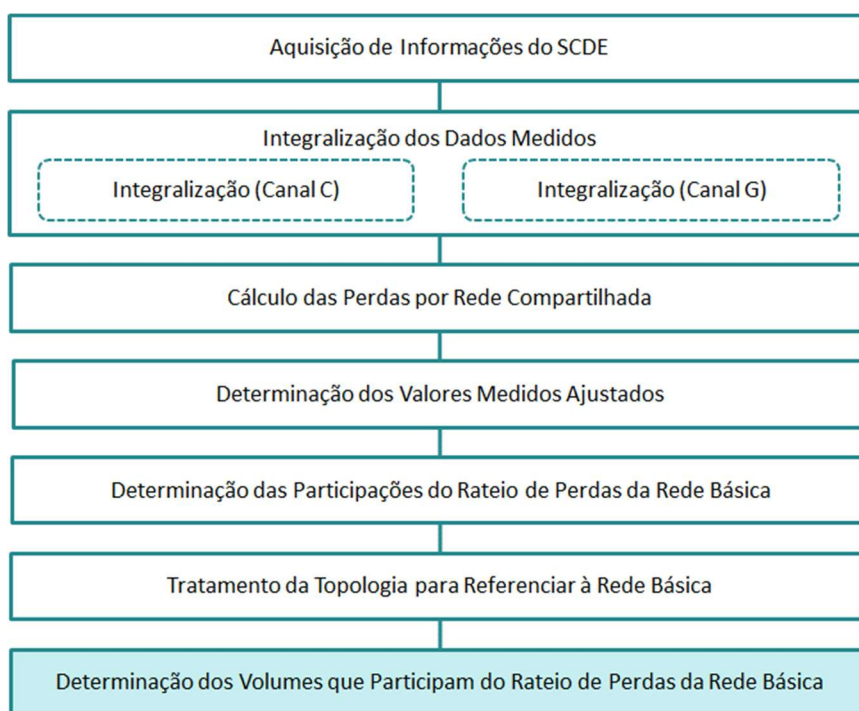 Aquisição de Informações do SCDE
Integralização dos Dados Medidos
Integralização (Canal C)
Integralização (Canal G)
Cálculo das Perdas por Rede Compartilhada
Determinação dos Valores Medidos Ajustados
Determinação das Participações do Rateio de Perdas da Rede Básica
Tratamento da Topologia para Referenciar à Rede Básica
Determinação dos Volumes que Participam do Rateio de Perdas da Rede Básica